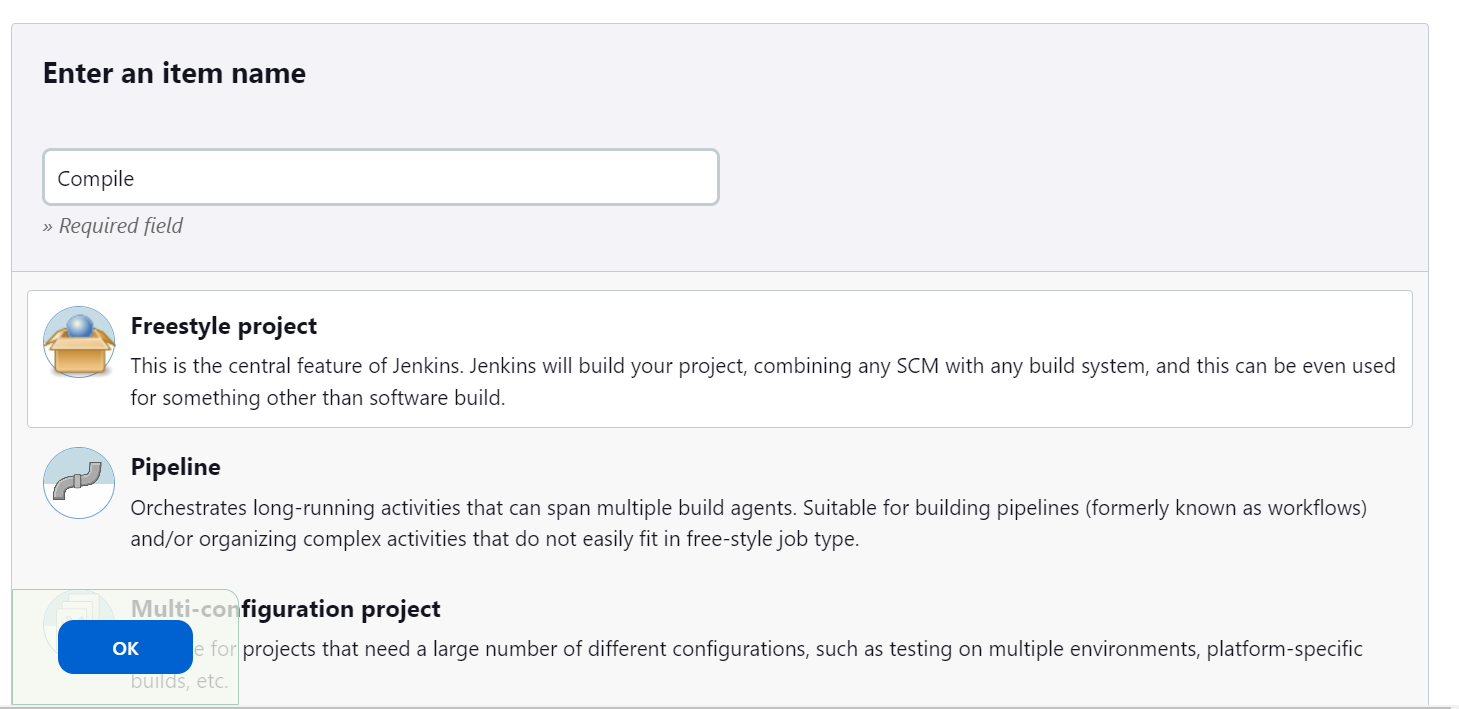 Enter an item name
Compile
» Required field
Freestyle project
This is the central feature of Jenkins. Jenkins will build your project, combining any SCM with any build system, and this can be even used
for something other than software build.
Pipeline
Orchestrates long-running activities that can span multiple build agents. Suitable for building pipelines (formerly known as workflows)
and/or organizing complex activities that do not easily fit in free-style job type.
Multi-configuration project
OK
for projects that need a large number of different configurations, such as testing on multiple environments, platform-specific
builds, etc.